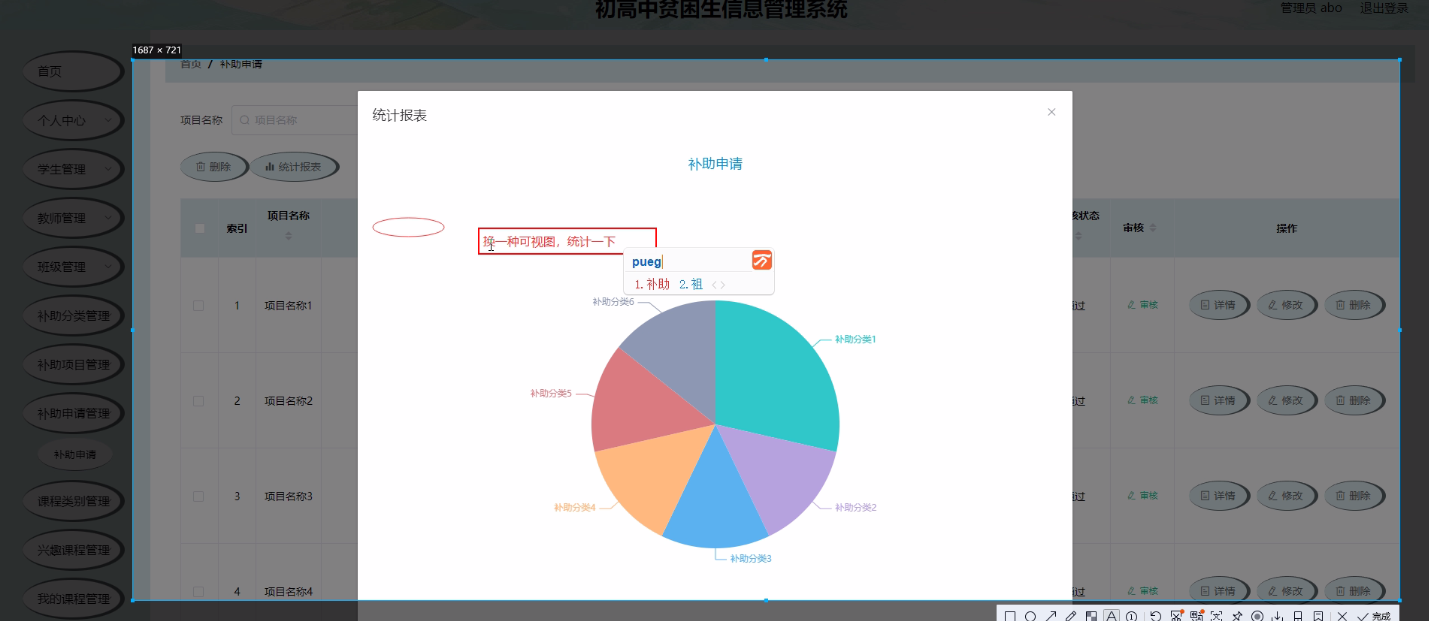 初高中贫困生信息管理系统
管理员 abo 退出登录
1687 × 721
首页
个人中心
学生管理
教师管理
班级管理
补助分类管理
补助项目管理
补助申请管理
补助申请
课程类别管理
兴趣课程管理
我的课程管理
首页 / 补助申请
项目名称 项目名称
删除 统计报表
索引 项目名称 核状态 审核 操作
1 项目名称1 过 审核 详情 修改 删除
2 项目名称2 过 审核 详情 修改 删除
3 项目名称3 过 审核 详情 修改 删除
4 项目名称4 过 审核 详情 修改 删除
统计报表
补助申请
换一种可视图，统计一下
pueg
1.补助 2.祖
补助分类6
补助分类1
补助分类5
补助分类4
补助分类2
补助分类3
A
完成